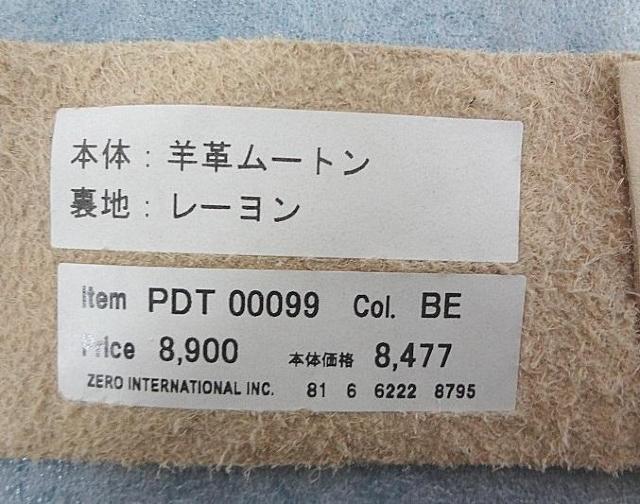 本体：羊革ムートン
裏地：レーヨン
Item PDT 00099 Col. BE
Price 8,900 本体価格 8,477
ZERO INTERNATIONAL INC. 81 6 6222 8795